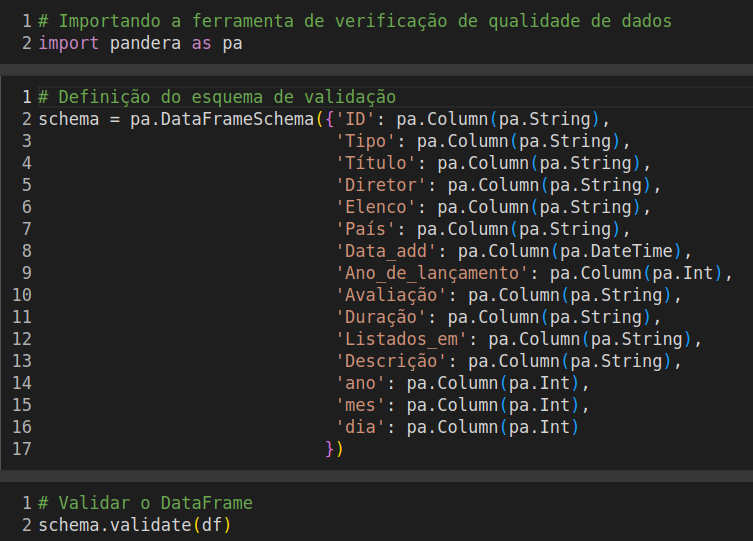 1 # Importando a ferramenta de verificação de qualidade de dados
2 import pandera as pa
1 # Definição do esquema de validação
2 schema = pa.DataFrameSchema({'ID': pa.Column(pa.String),
3 'Tipo': pa.Column(pa.String),
4 'Título': pa.Column(pa.String),
5 'Diretor': pa.Column(pa.String),
6 'Elenco': pa.Column(pa.String),
7 'País': pa.Column(pa.String),
8 'Data_add': pa.Column(pa.DateTime),
9 'Ano_de_lançamento': pa.Column(pa.Int),
10 'Avaliação': pa.Column(pa.String),
11 'Duração': pa.Column(pa.String),
12 'Listados_em': pa.Column(pa.String),
13 'Descrição': pa.Column(pa.String),
14 'ano': pa.Column(pa.Int),
15 'mes': pa.Column(pa.Int),
16 'dia': pa.Column(pa.Int)
17 })
1 # Validar o DataFrame
2 schema.validate(df)